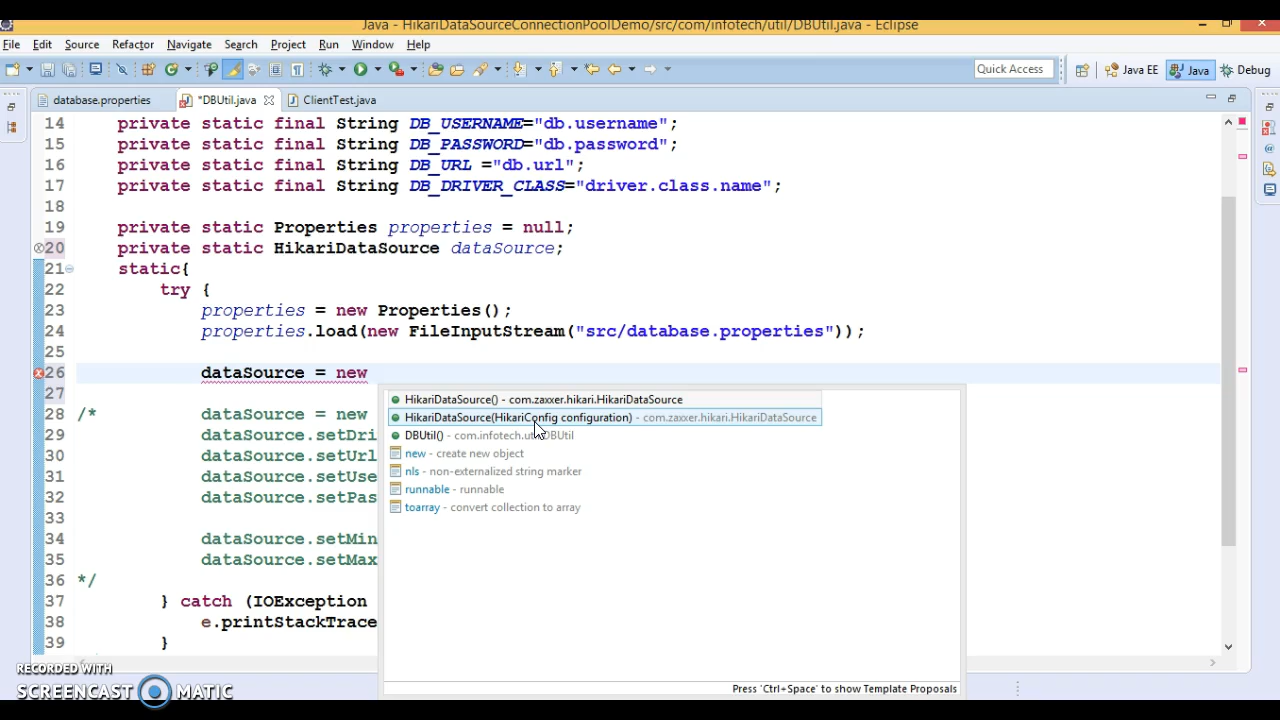 Java - HikariDataSourceConnectionPoolDemo/src/com/infotech/util/DBUtil.java - Eclipse
File Edit Source Refactor Navigate Search Project Run Window Help
Quick Access Java EE Java Debug
database.properties *DBUtil.java ClientTest.java
14 private static final String DB_USERNAME="db.username";
15 private static final String DB_PASSWORD="db.password";
16 private static final String DB_URL ="db.url";
17 private static final String DB_DRIVER_CLASS="driver.class.name";
18
19 private static Properties properties = null;
20 private static HikariDataSource dataSource;
21 static{
22 try {
23 properties = new Properties();
24 properties.load(new FileInputStream("src/database.properties"));
25
26 dataSource = new
27
HikariDataSource() - com.zaxxer.hikari.HikariDataSource
HikariDataSource(HikariConfig configuration) - com.zaxxer.hikari.HikariDataSource
DBUtil() - com.infotech.util.DBUtil
new - create new object
nls - non-externalized string marker
runnable - runnable
toarray - convert collection to array
Press 'Ctrl+Space' to show Template Proposals
28 /* dataSource = new
29 dataSource.setDri
30 dataSource.setUrl
31 dataSource.setUse
32 dataSource.setPas
33
34 dataSource.setMin
35 dataSource.setMax
36 */
37 } catch (IOException
38 e.printStackTrace
39 }
RECORDED WITH
SCREENCAST MATIC